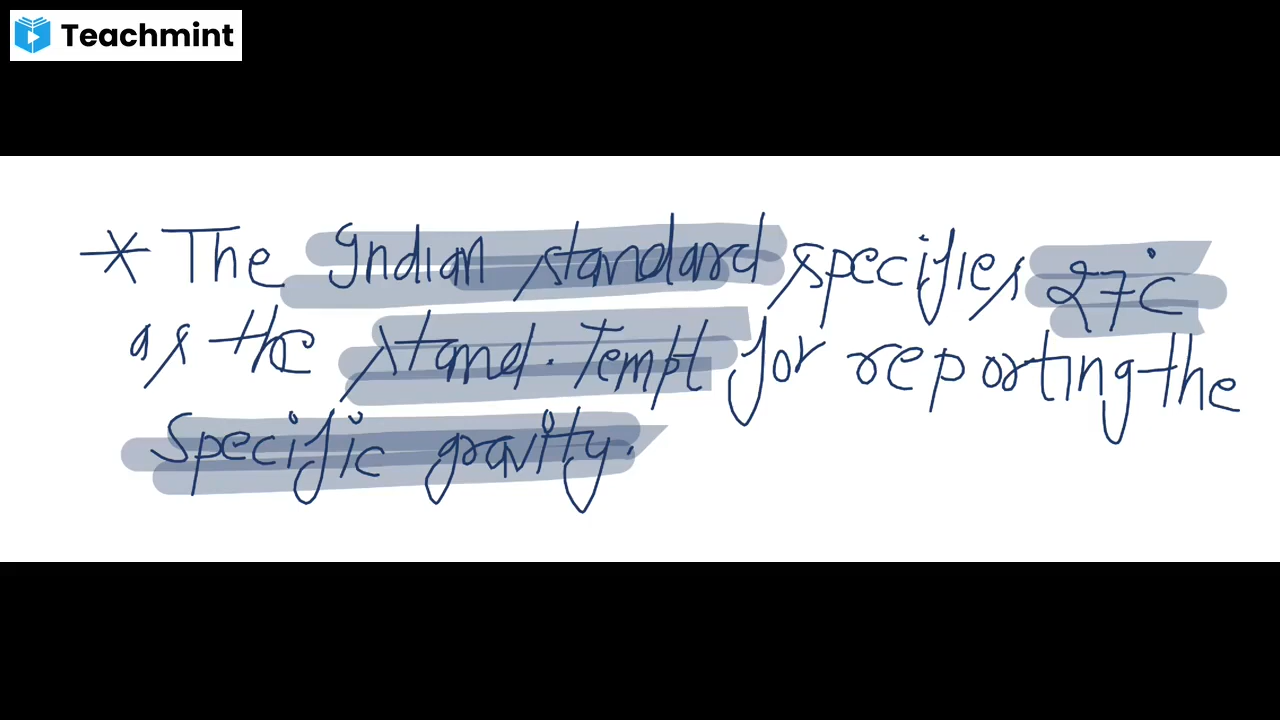 Teachmint
* The Indian standard specifies 27°C
as the stand. Tempt for reporting the
specific gravity.